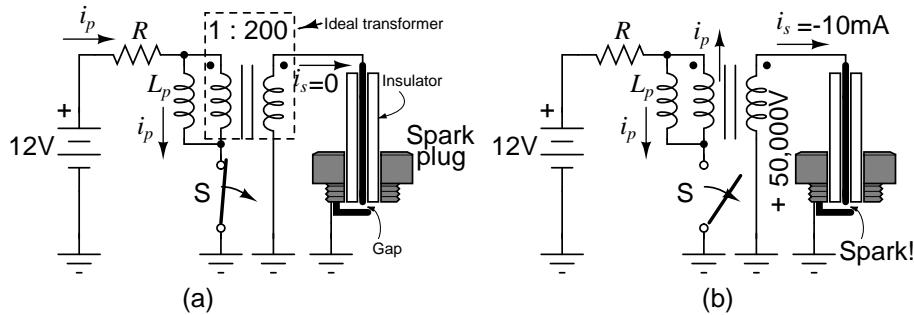 i_p
R
1 : 200
Ideal transformer
L_p
i_p
i_s=0
Insulator
+
12V
Spark
plug
S
Gap
(a)
R
i_p
i_s = -10mA
L_p
i_p
+
12V
+ 50,000V
S
Spark!
(b)